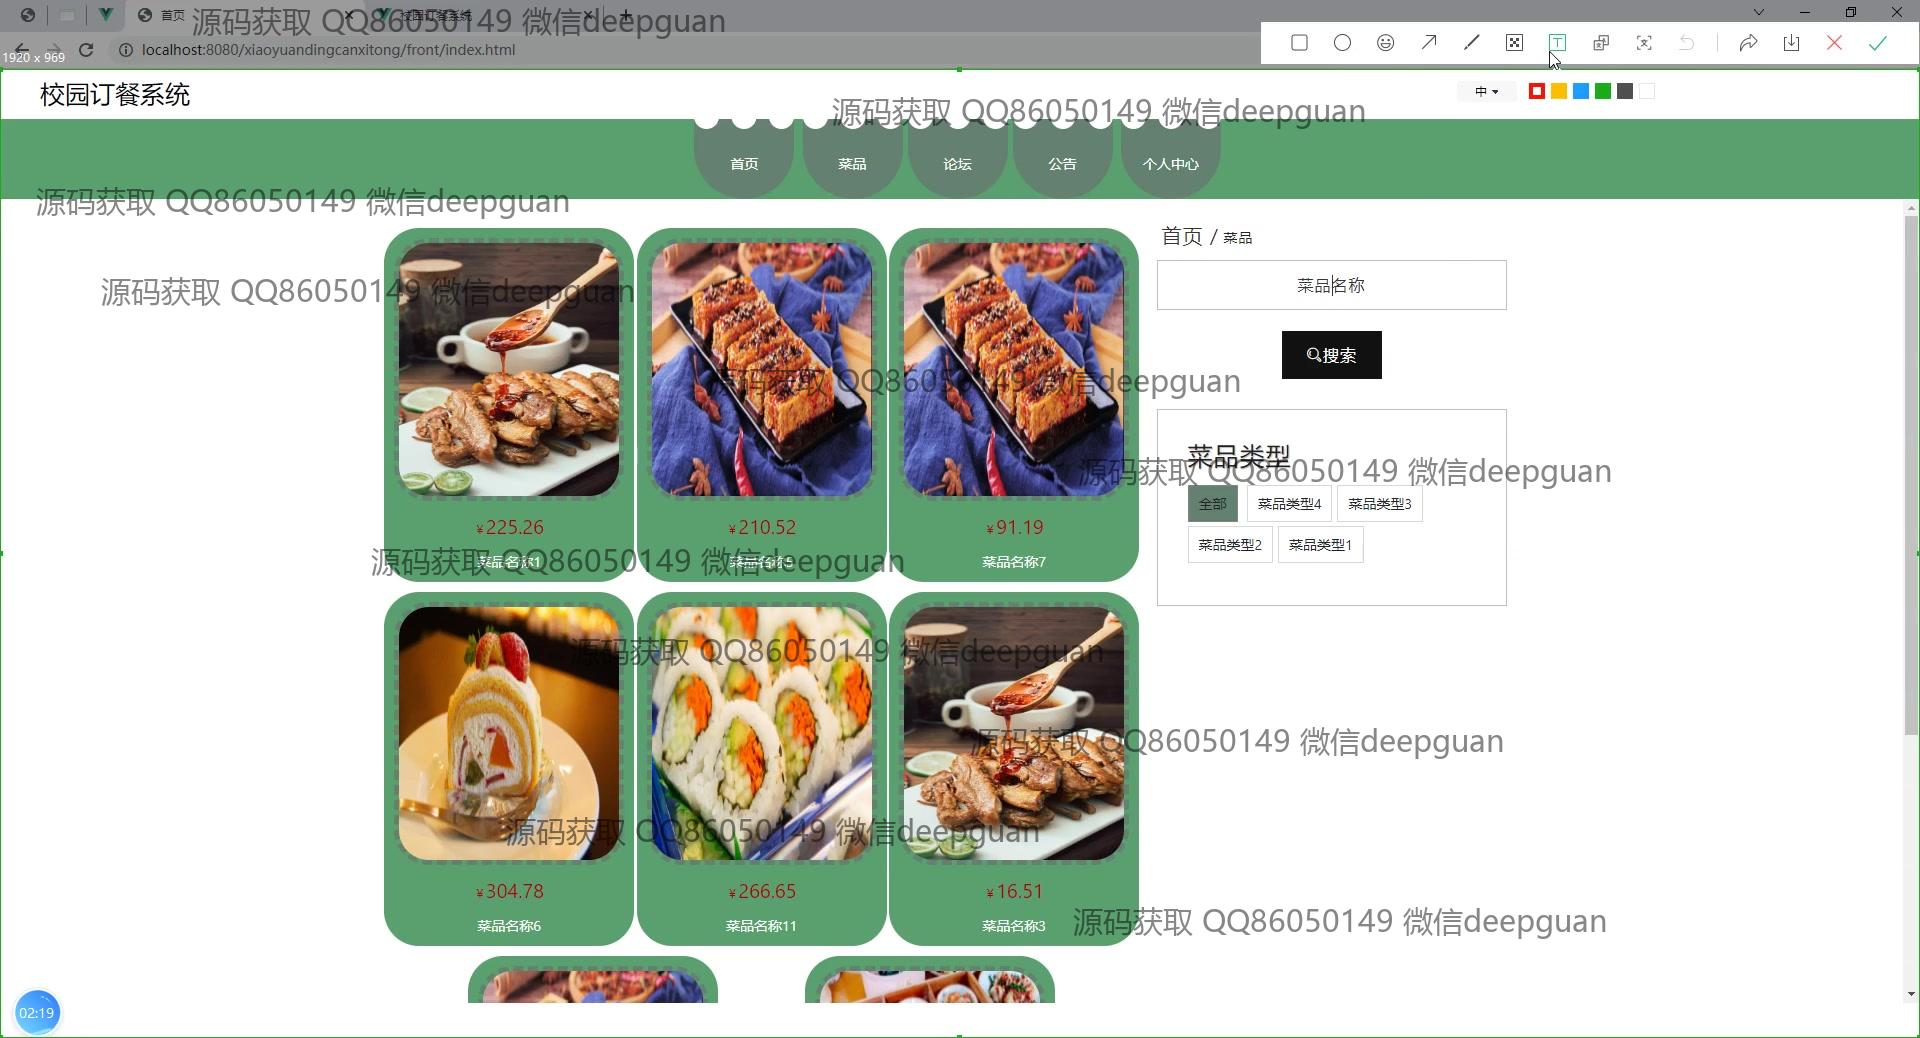 首页
校园订餐系统
源码获取 QQ86050149 微信deepguan
localhost:8080/xiaoyuandingcanxitong/front/index.html
1920 x 969
校园订餐系统
中
源码获取 QQ86050149 微信deepguan
首页
菜品
论坛
公告
个人中心
源码获取 QQ86050149 微信deepguan
首页 / 菜品
菜品名称
源码获取 QQ86050149 微信deepguan
搜索
源码获取 QQ86050149 微信deepguan
菜品类型
源码获取 QQ86050149 微信deepguan
全部
菜品类型4
菜品类型3
菜品类型2
菜品类型1
¥225.26
¥210.52
¥91.19
菜品名称1
菜品名称5
菜品名称7
源码获取 QQ86050149 微信deepguan
源码获取 QQ86050149 微信deepguan
源码获取 QQ86050149 微信deepguan
源码获取 QQ86050149 微信deepguan
¥304.78
¥266.65
¥16.51
菜品名称6
菜品名称11
菜品名称3
源码获取 QQ86050149 微信deepguan
02:19